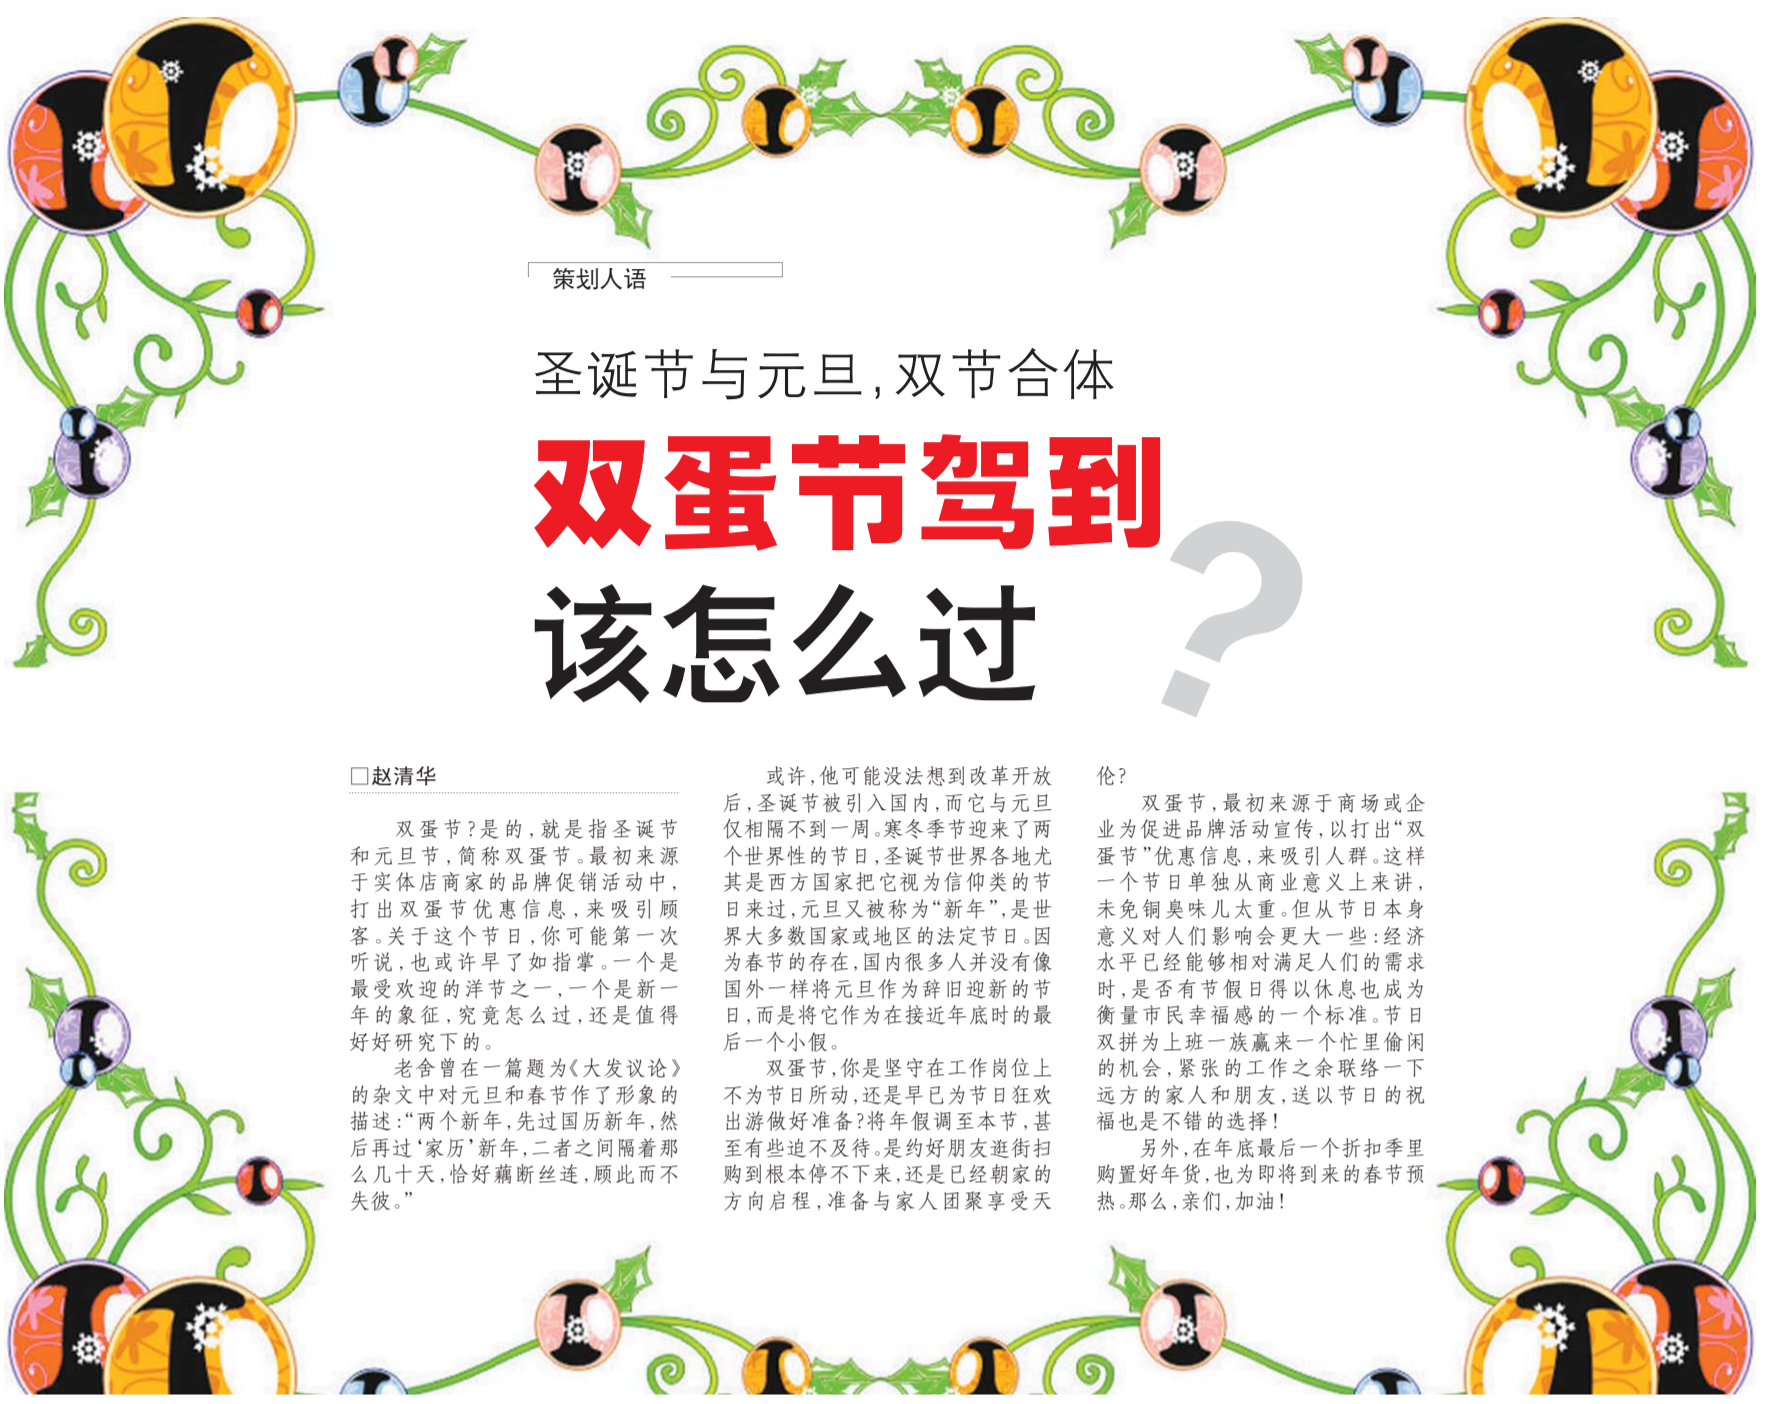 策划人语
圣诞节与元旦,双节合体
双蛋节驾到
该怎么过?
□赵清华
双蛋节?是的,就是指圣诞节
和元旦节,简称双蛋节。最初来源
于实体店商家的品牌促销活动中,
打出双蛋节优惠信息,来吸引顾
客。关于这个节日,你可能第一次
听说,也或许早了如指掌。一个是
最受欢迎的洋节之一,一个是新一
年的象征,究竟怎么过,还是值得
好好研究下的。
老舍曾在一篇题为《大发议论》
的杂文中对元旦和春节作了形象的
描述:“两个新年,先过国历新年,然
后再过‘家历’新年,二者之间隔着那
么几十天,恰好藕断丝连,顾此而不
失彼。”
或许,他可能没法想到改革开放
后,圣诞节被引入国内,而它与元旦
仅相隔不到一周。寒冬季节迎来了两
个世界性的节日,圣诞节世界各地尤
其是西方国家把它视为信仰类的节
日来过,元旦又被称为“新年”,是世
界大多数国家或地区的法定节日。因
为春节的存在,国内很多人并没有像
国外一样将元旦作为辞旧迎新的节
日,而是将它作为在接近年底时的最
后一个小假。
双蛋节,你是坚守在工作岗位上
不为节日所动,还是早已为节日狂欢
出游做好准备?将年假调至本节,甚
至有些迫不及待。是约好朋友逛街扫
购到根本停不下来,还是已经朝家的
方向启程,准备与家人团聚享受天
伦?
双蛋节,最初来源于商场或企
业为促进品牌活动宣传,以打出“双
蛋节”优惠信息,来吸引人群。这样
一个节日单独从商业意义上来讲,
未免铜臭味儿太重。但从节日本身
意义对人们影响会更大一些:经济
水平已经能够相对满足人们的需求
时,是否有节假日得以休息也成为
衡量市民幸福感的一个标准。节日
双拼为上班一族赢来一个忙里偷闲
的机会,紧张的工作之余联络一下
远方的家人和朋友,送以节日的祝
福也是不错的选择!
另外,在年底最后一个折扣季里
购置好年货,也为即将到来的春节预
热。那么,亲们,加油!